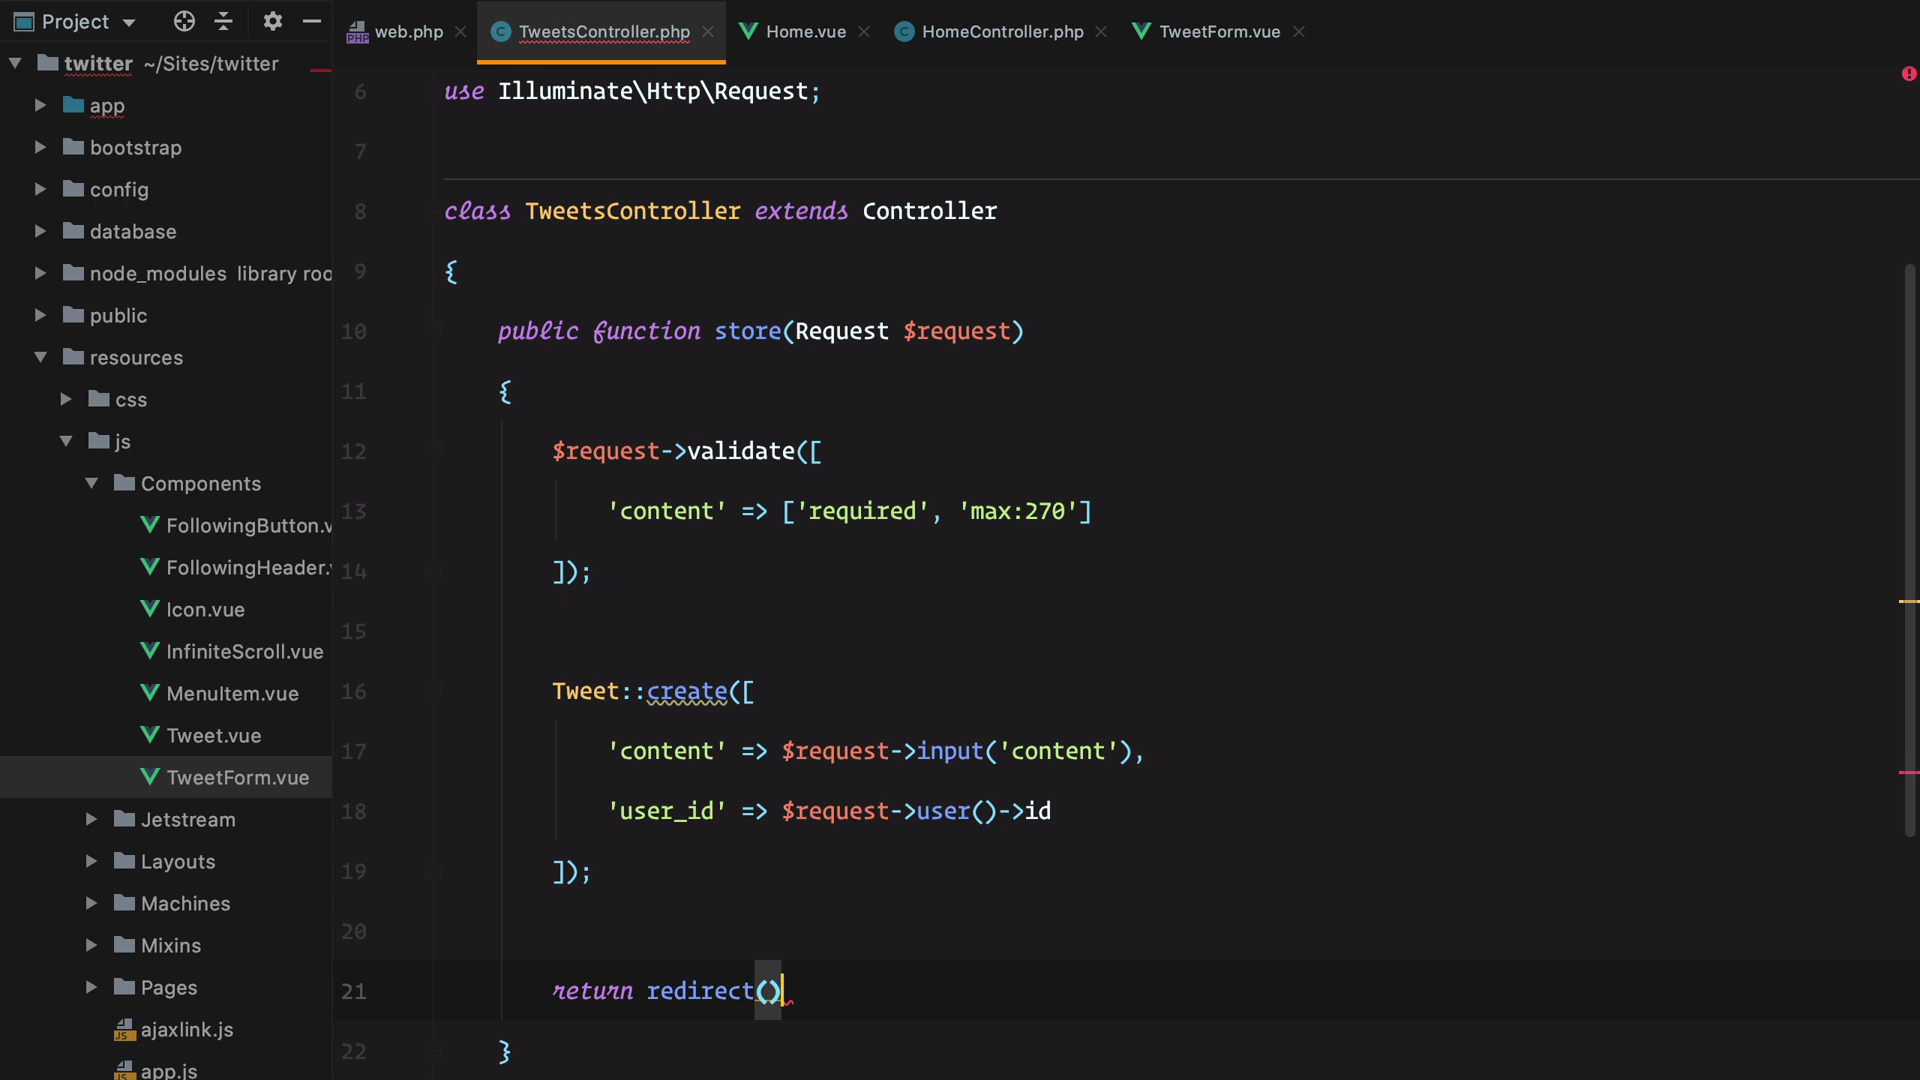 Project
web.php
TweetsController.php
Home.vue
HomeController.php
TweetForm.vue
twitter ~/Sites/twitter
app
bootstrap
config
database
node_modules library roo
public
resources
css
js
Components
FollowingButton.v
FollowingHeader.v
Icon.vue
InfiniteScroll.vue
MenuItem.vue
Tweet.vue
TweetForm.vue
Jetstream
Layouts
Machines
Mixins
Pages
ajaxlink.js
app.js
6 use Illuminate\Http\Request;
7
8 class TweetsController extends Controller
9 {
10 public function store(Request $request)
11 {
12 $request->validate([
13 'content' => ['required', 'max:270']
14 ]);
15
16 Tweet::create([
17 'content' => $request->input('content'),
18 'user_id' => $request->user()->id
19 ]);
20
21 return redirect()
22 }